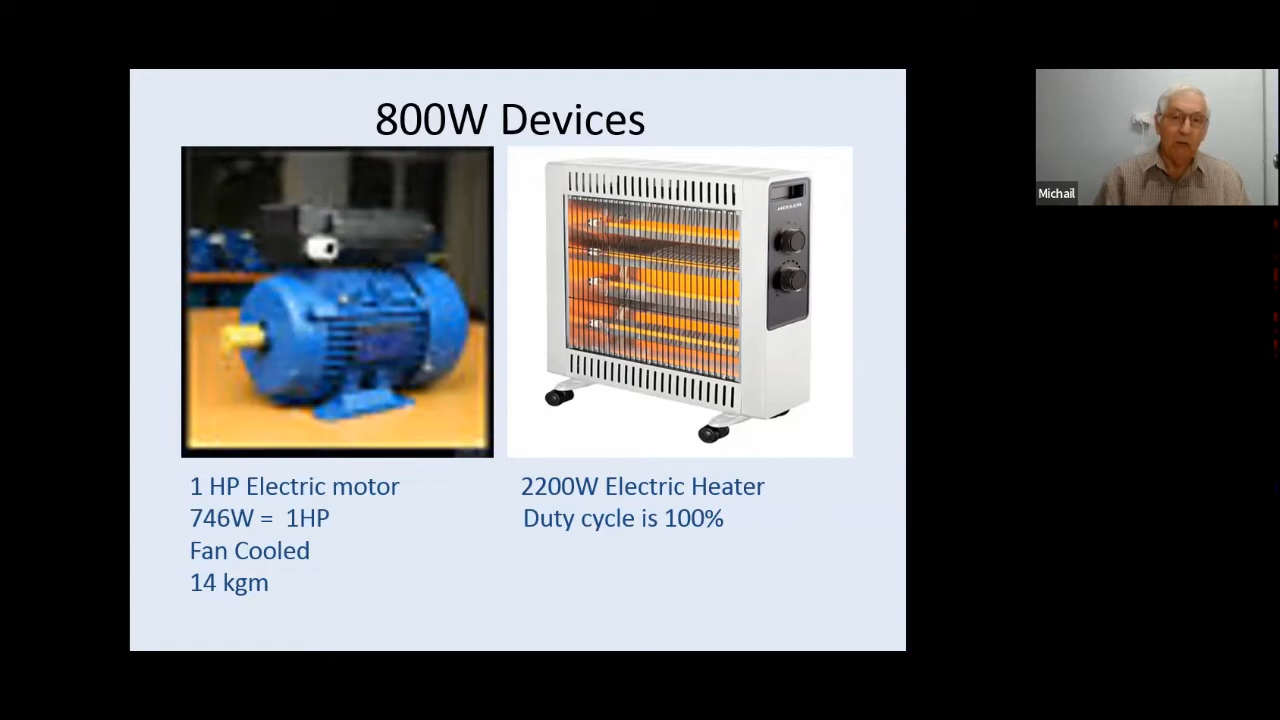 800W Devices
1 HP Electric motor
746W = 1HP
Fan Cooled
14 kgm
2200W Electric Heater
Duty cycle is 100%
Michail